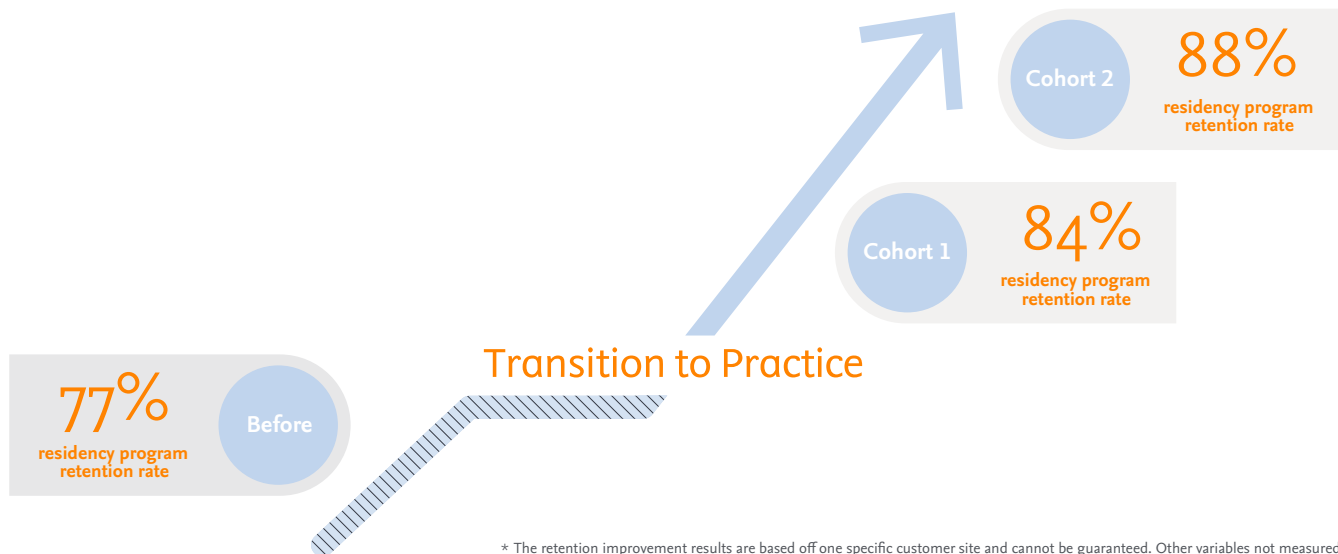 Cohort 2
88%
residency program
retention rate
Cohort 1
84%
residency program
retention rate
Transition to Practice
77%
residency program
retention rate
Before
* The retention improvement results are based off one specific customer site and cannot be guaranteed. Other variables not measured